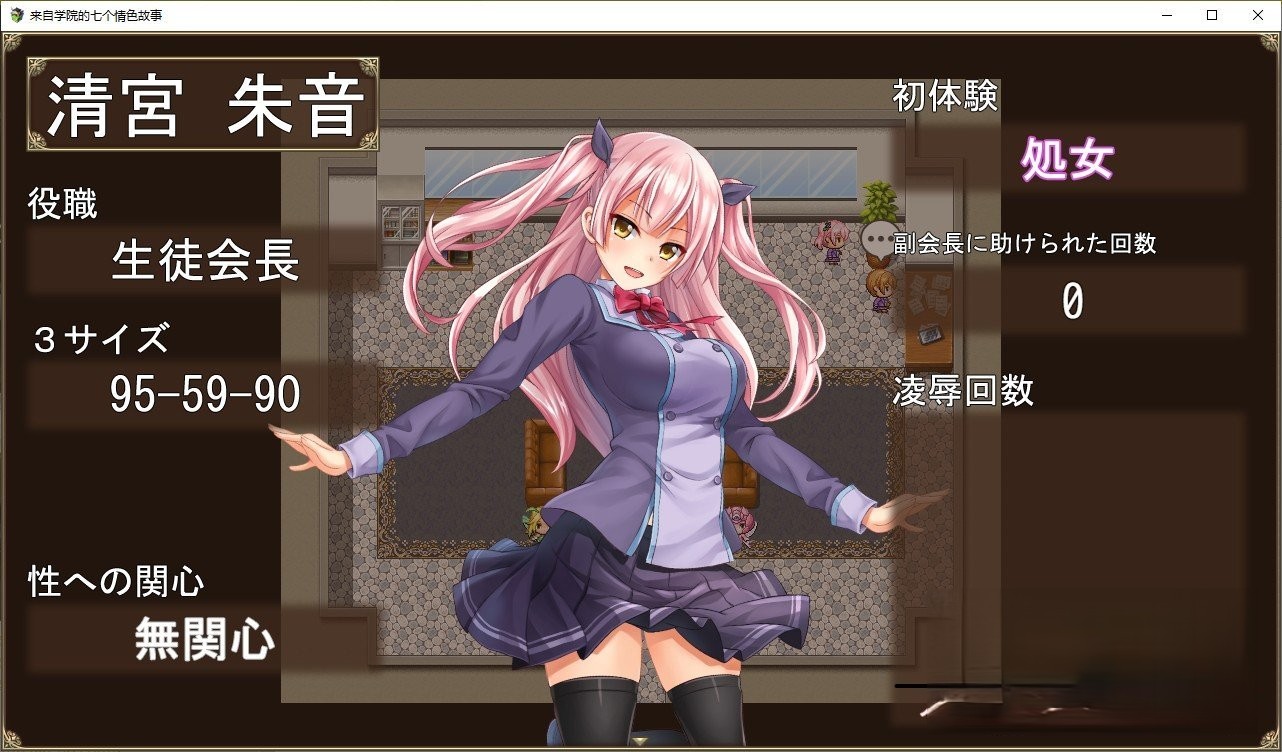 来自学院的七个情色故事
清宮 朱音
役職
生徒会長
３サイズ
95-59-90
性への関心
無関心
初体験
処女
副会長に助けられた回数
0
凌辱回数